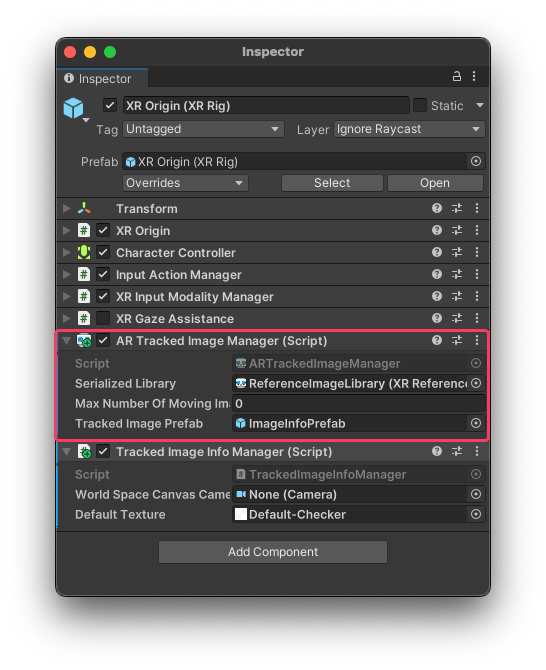 Inspector
Inspector
XR Origin (XR Rig)
Static
Tag Untagged Layer Ignore Raycast
Prefab XR Origin (XR Rig)
Overrides Select Open
Transform
# XR Origin
Character Controller
# Input Action Manager
# XR Input Modality Manager
# XR Gaze Assistance
AR Tracked Image Manager (Script)
Script ARTrackedImageManager
Serialized Library ReferenceImageLibrary (XR Reference
Max Number Of Moving Ima 0
Tracked Image Prefab ImageInfoPrefab
Tracked Image Info Manager (Script)
Script # TrackedImageInfoManager
World Space Canvas Came None (Camera)
Default Texture Default-Checker
Add Component